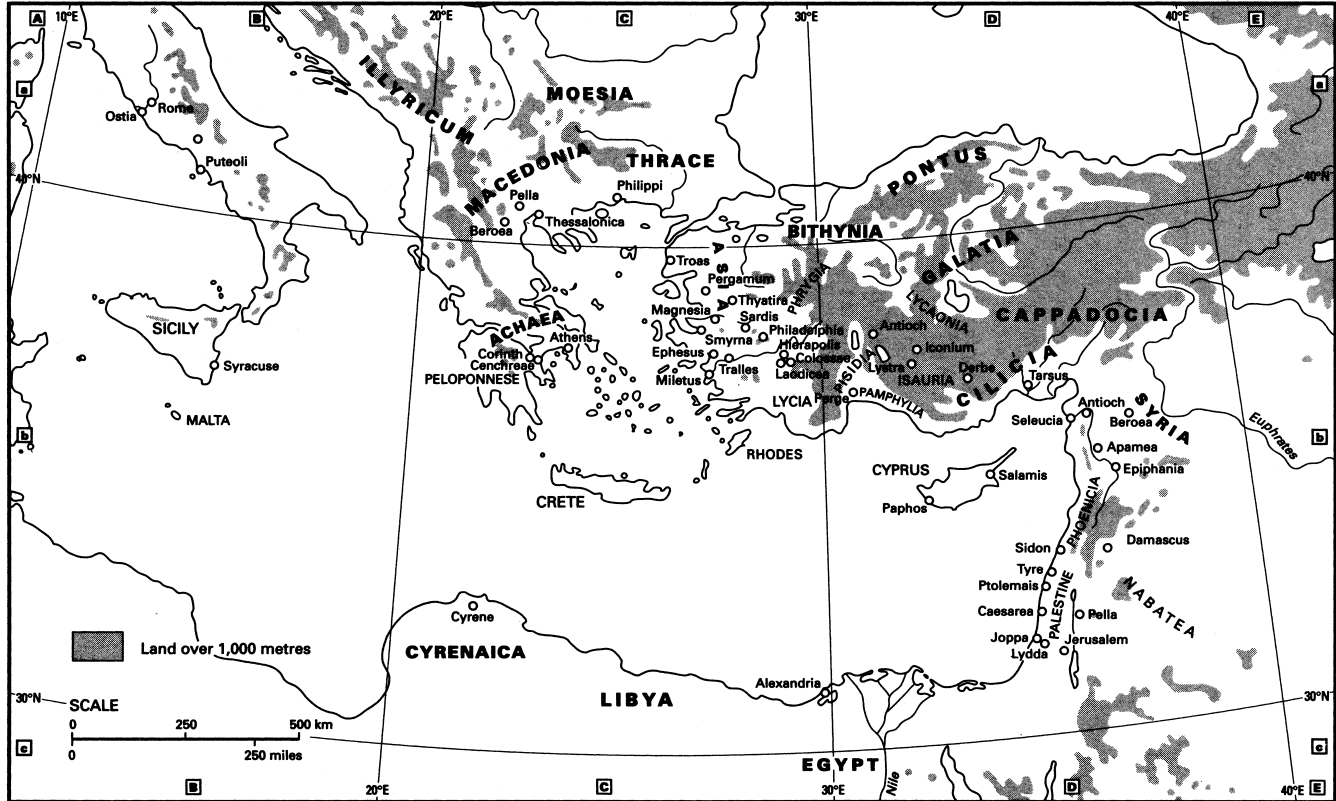 A
10°E
B
20°E
C
30°E
D
40°E
E
a
a
ILLYRICUM
MOESIA
Roma
Ostia
Puteoli
MACEDONIA
THRACE
PONTUS
40°N
40°N
Pella
Philippi
Beroea
Thessalonica
BITHYNIA
GALATIA
ASIA
Troas
Pergamum
PHRYGIA
Thyatira
LYCAONIA
CAPPADOCIA
Magnesia
Sardis
SICILY
ACHAEA
Athens
Smyrna
Philadelphia
Antioch
Hierapolis
Iconium
Corinth
Cenchreae
Ephesus
Colossae
Syracuse
Tralles
Laodicea
PISIDIA
Lystra
Derbe
CILICIA
PELOPONNESE
Miletus
ISAURIA
Tarsus
LYCIA
Perge
PAMPHYLIA
Antioch
SYRIA
MALTA
Seleucia
Beroea
Euphrates
b
b
RHODES
Apamea
CYPRUS
Salamis
Epiphania
CRETE
Paphos
PHOENICIA
Sidon
Damascus
Tyre
Ptolemais
PALESTINE
NABATEA
Cyrene
Caesarea
Pella
Joppa
Jerusalem
Lydda
Land over 1,000 metres
CYRENAICA
Alexandria
LIBYA
30°N
30°N
SCALE
0 250 500 km
0 250 miles
c
c
EGYPT
Nile
B
20°E
C
30°E
D
40°E
E